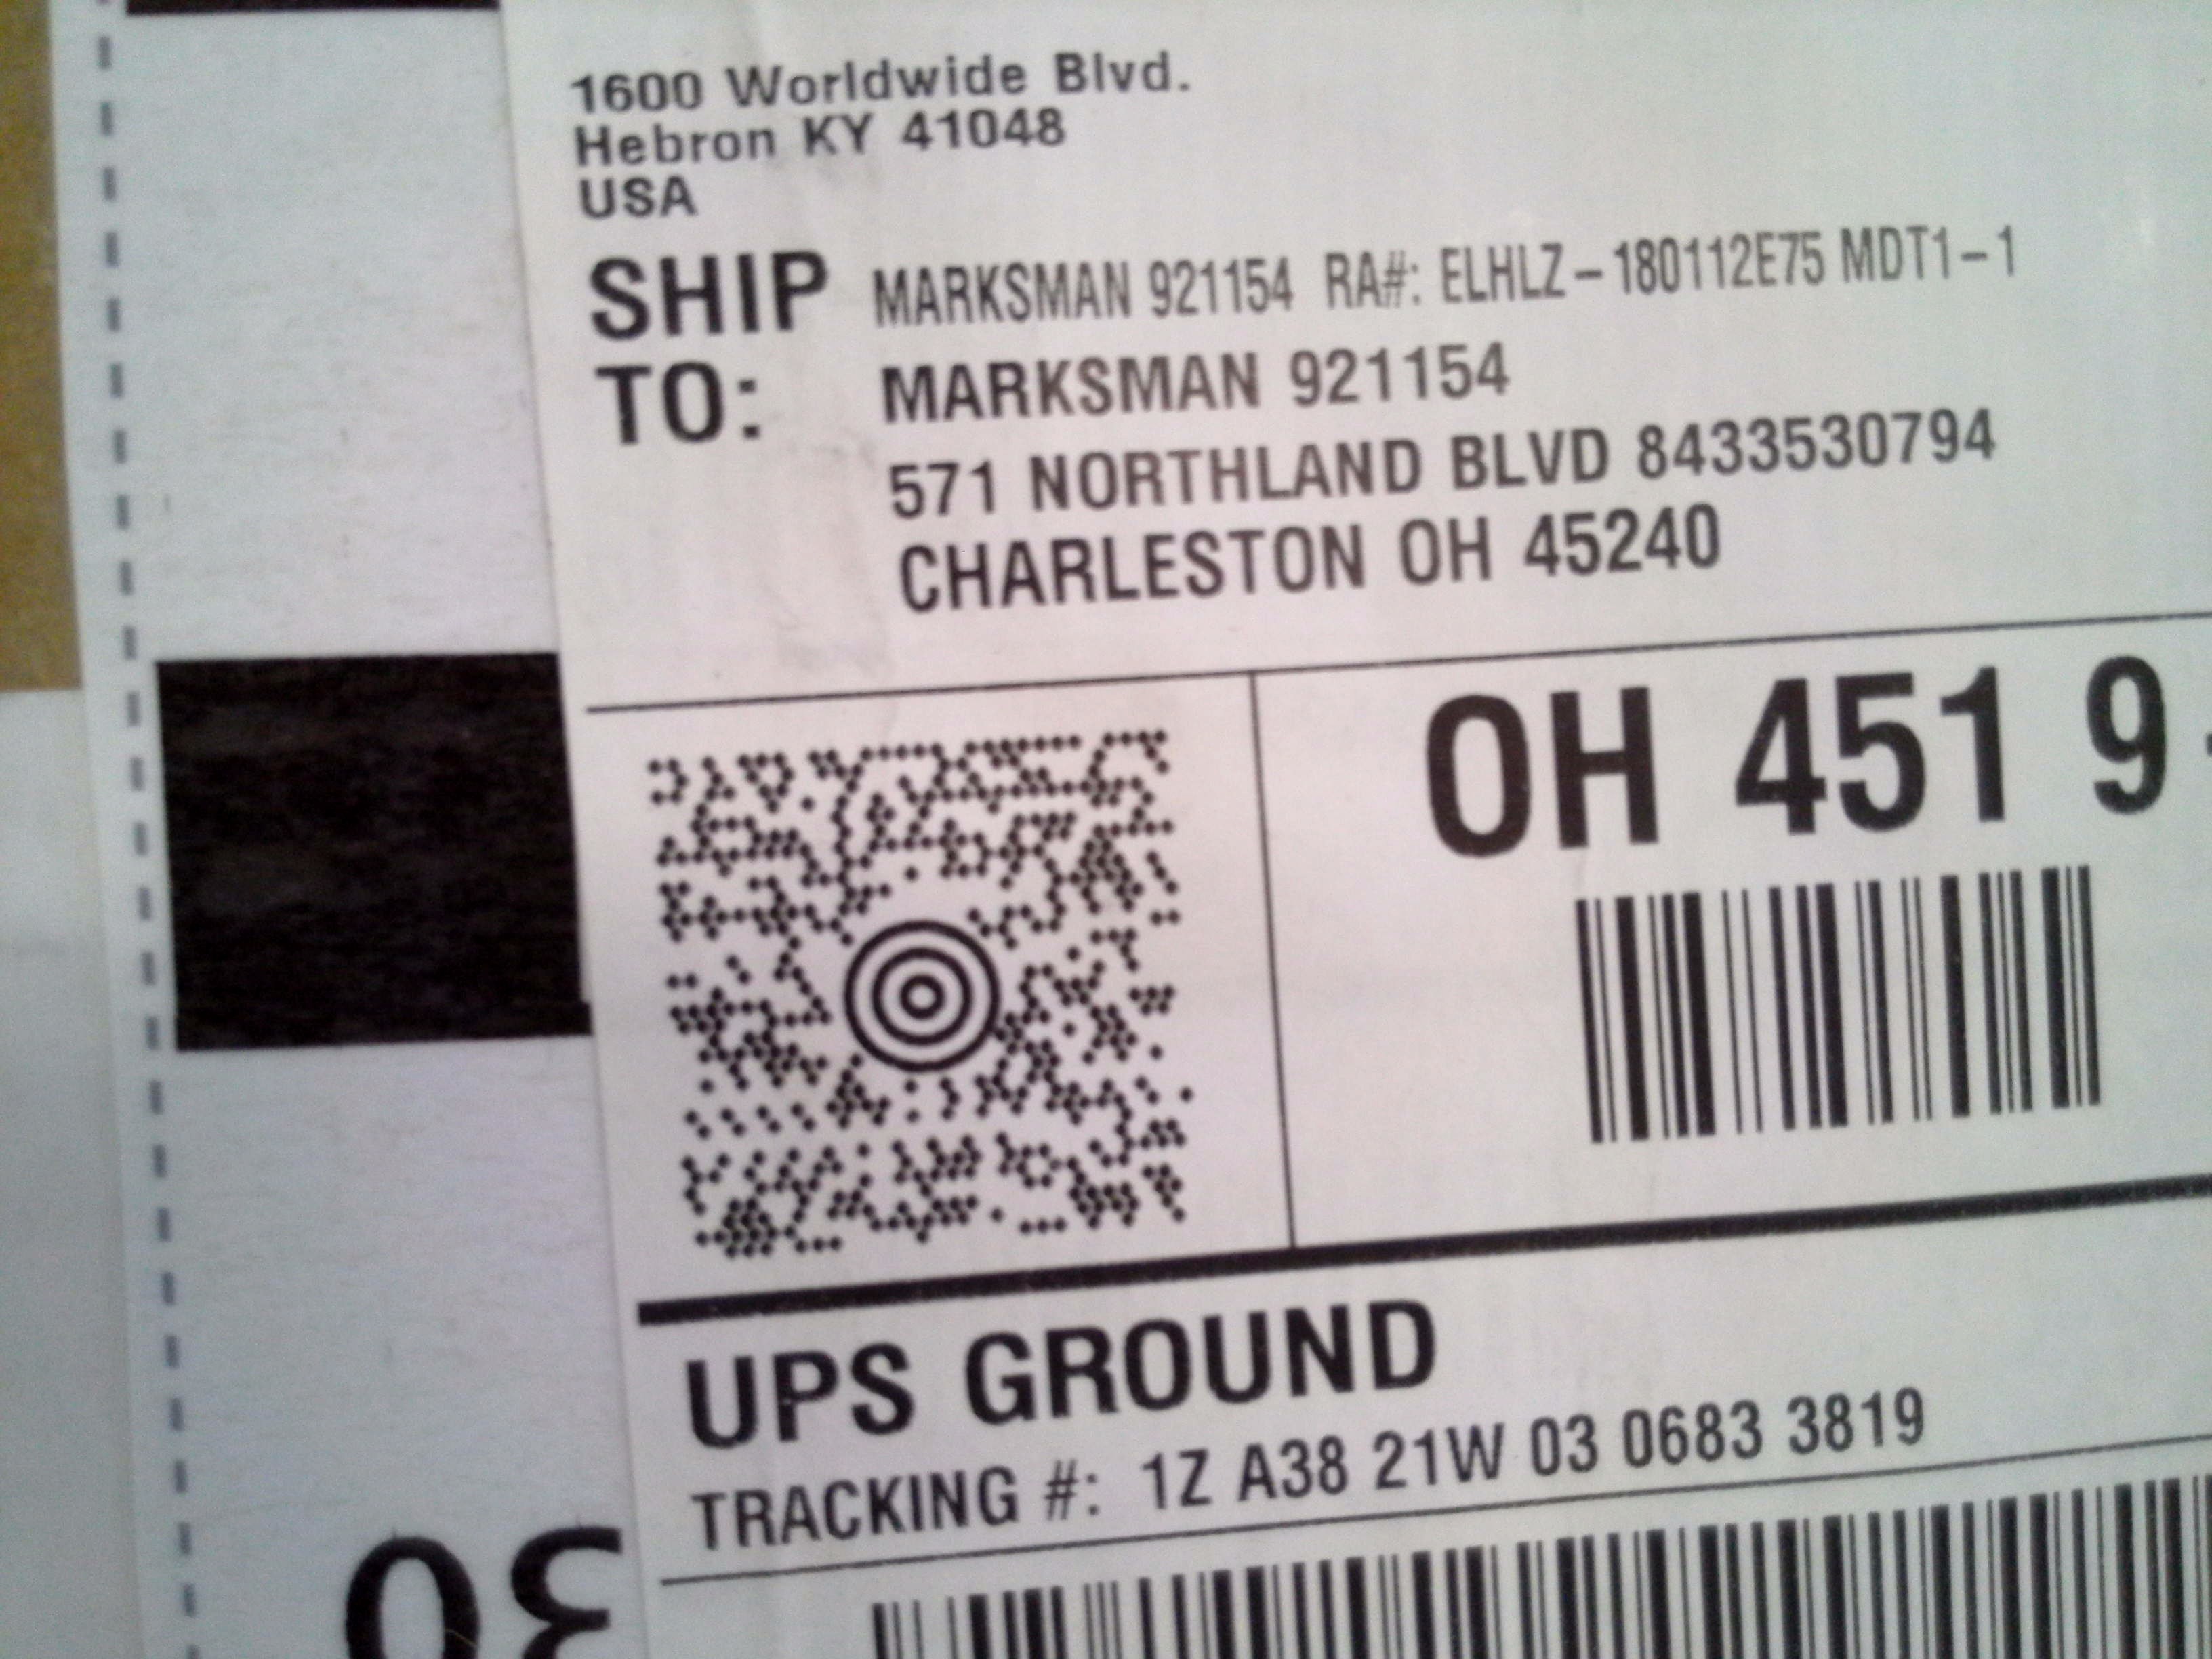 1600 Worldwide Blvd.
Hebron KY 41048
USA
SHIP TO: MARKSMAN 921154 RA#: ELHLZ-180112E75 MDT1-1
MARKSMAN 921154
571 NORTHLAND BLVD 8433530794
CHARLESTON OH 45240
OH 451 9
UPS GROUND
TRACKING #: 1Z A38 21W 03 0683 3819